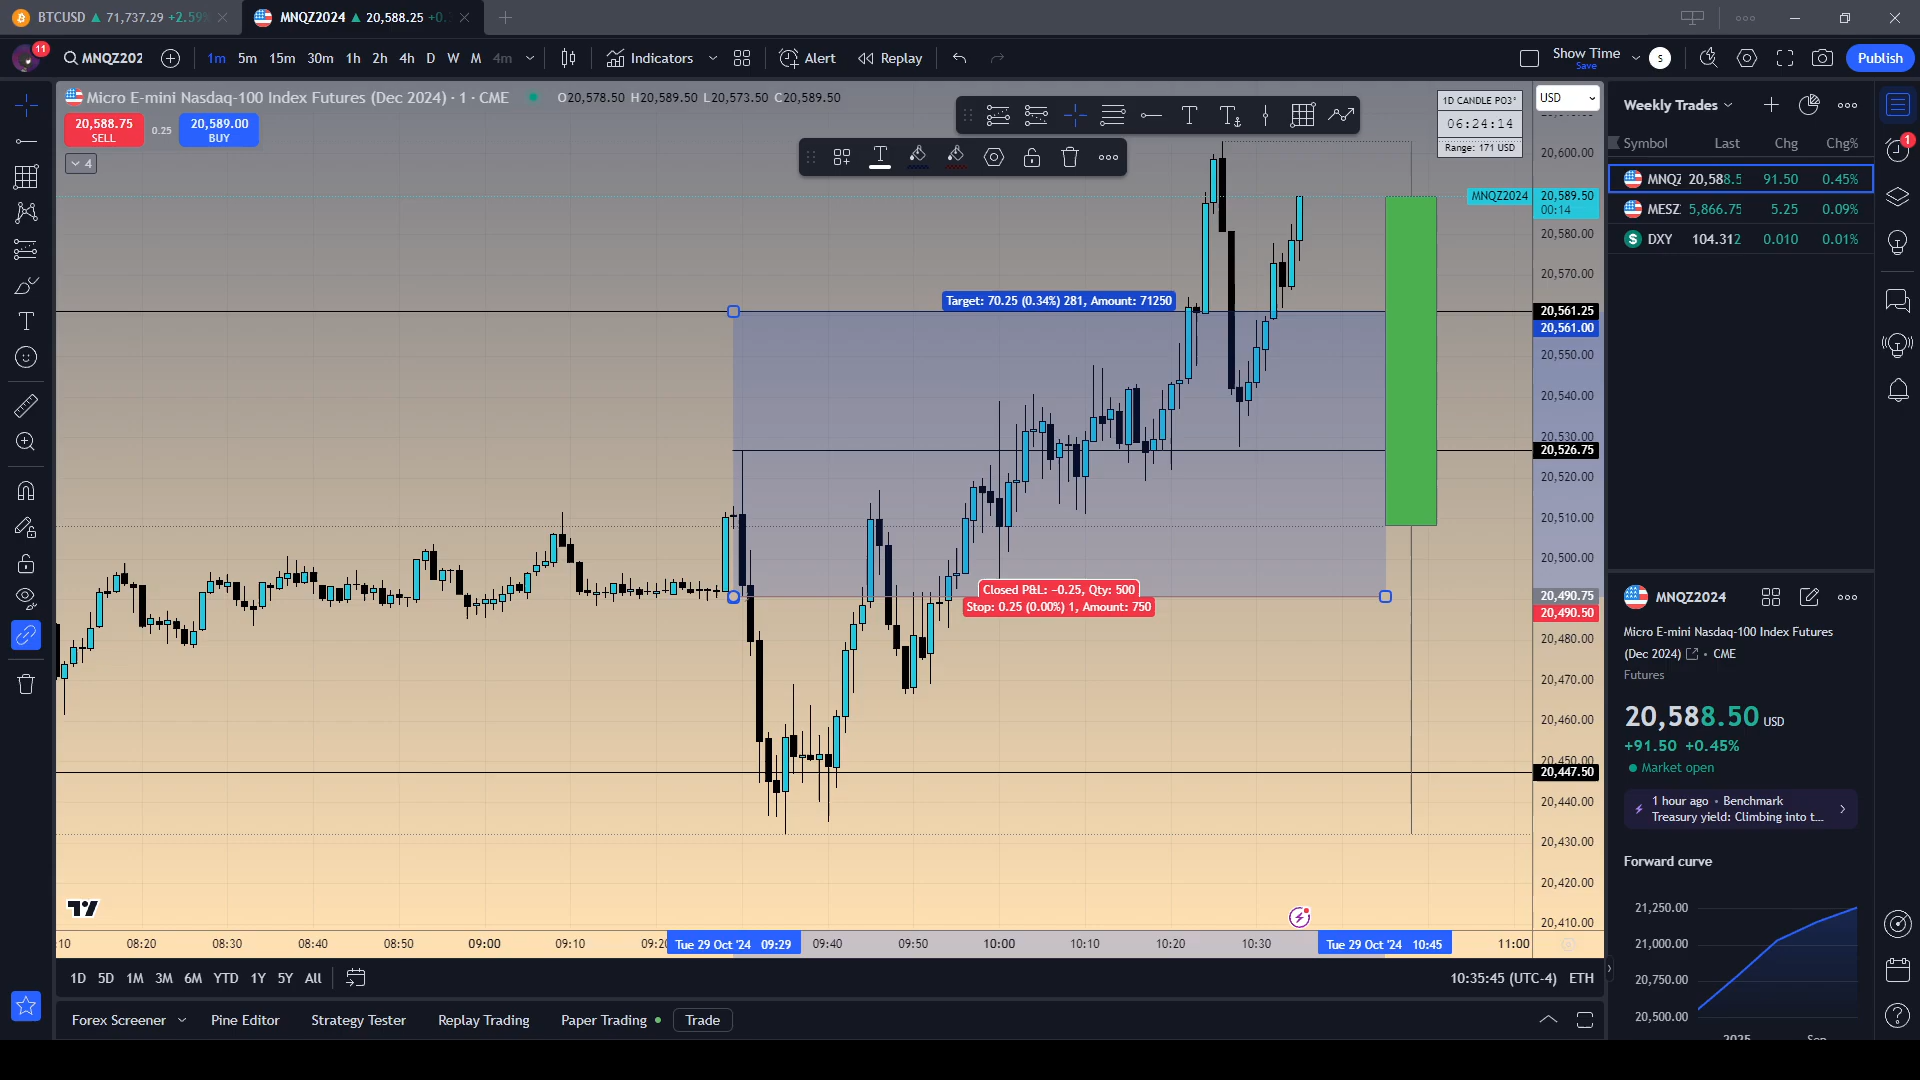 BTCUSD ▲ 71,737.29 +2.59%
MNQZ2024 ▲ 20,588.25
11
MNQZ202
1m 5m 15m 30m 1h 2h 4h D W M 4m
Indicators
Alert
Replay
Show Time
Save
S
Publish
Micro E-mini Nasdaq-100 Index Futures (Dec 2024) · 1 · CME
O20,578.50 H20,589.50 L20,573.50 C20,589.50
20,588.75
SELL
0.25
20,589.00
BUY
4
1D CANDLE PO3°
06:24:14
Range: 171 USD
USD
20,600.00
MNQZ2024
20,589.50
00:14
20,580.00
20,570.00
20,561.25
20,561.00
20,550.00
20,540.00
20,530.00
20,526.75
20,520.00
20,510.00
20,500.00
20,490.75
20,490.50
20,480.00
20,470.00
20,460.00
20,450.00
20,447.50
20,440.00
20,430.00
20,420.00
20,410.00
Target: 70.25 (0.34%) 281, Amount: 71250
Closed P&L: −0.25, Qty: 500
Stop: 0.25 (0.00%) 1, Amount: 750
:10 08:20 08:30 08:40 08:50 09:00 09:10 09:20 Tue 29 Oct '24 09:29 09:40 09:50 10:00 10:10 10:20 10:30 Tue 29 Oct '24 10:45 11:00
1D 5D 1M 3M 6M YTD 1Y 5Y All
10:35:45 (UTC-4) ETH
Forex Screener
Pine Editor
Strategy Tester
Replay Trading
Paper Trading
Trade
Weekly Trades
Symbol Last Chg Chg%
MNQZ 20,588.5 91.50 0.45%
MESZ 5,866.75 5.25 0.09%
DXY 104.312 0.010 0.01%
1
MNQZ2024
Micro E-mini Nasdaq-100 Index Futures
(Dec 2024) • CME
Futures
20,588.50 USD
+91.50 +0.45%
Market open
1 hour ago • Benchmark
Treasury yield: Climbing into t...
Forward curve
21,250.00
21,000.00
20,750.00
20,500.00
2025 Sep